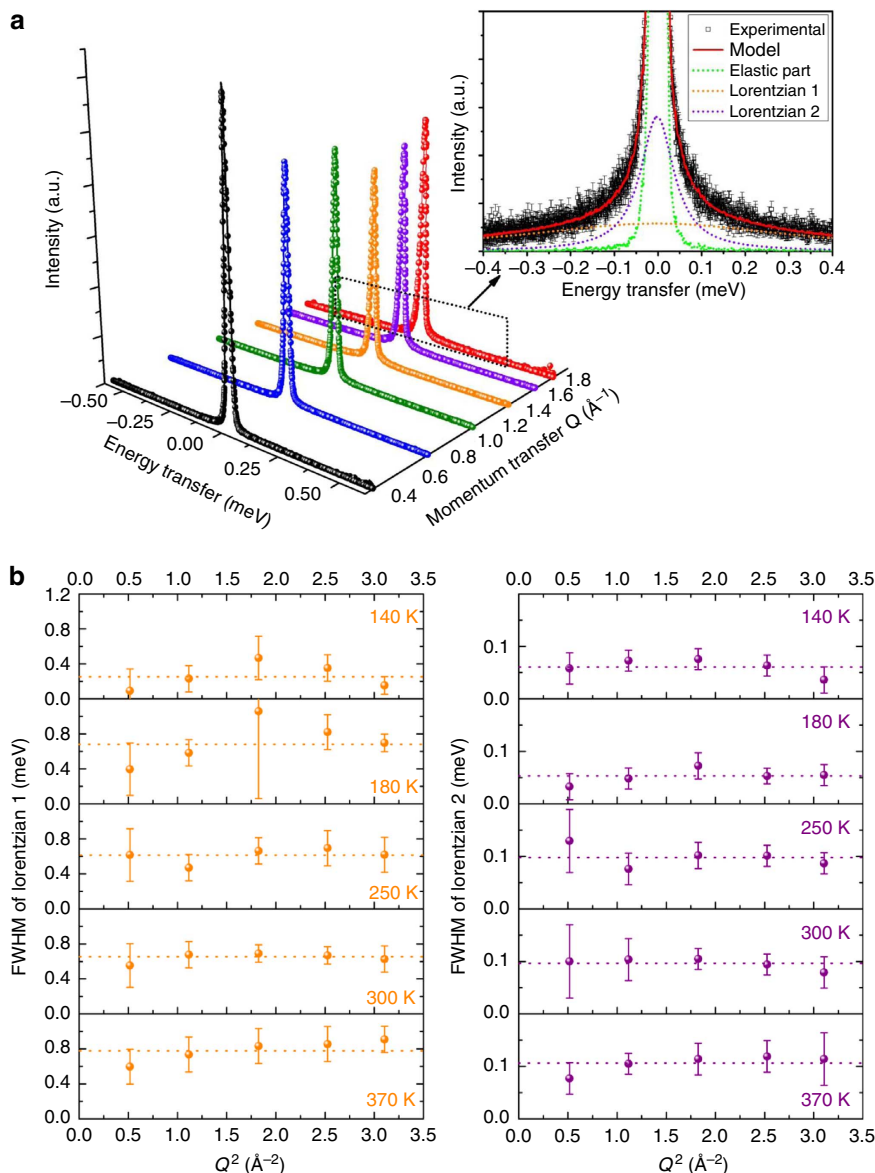 a
Intensity (a.u.)
−0.50
−0.25
0.00
0.25
0.50
Energy transfer (meV)
0.4
0.6
0.8
1.0
1.2
1.4
1.6
1.8
Momentum transfer Q (Å⁻¹)
Experimental
Model
Elastic part
Lorentzian 1
Lorentzian 2
Intensity (a.u.)
−0.4 −0.3 −0.2 −0.1 0.0 0.1 0.2 0.3 0.4
Energy transfer (meV)
b
0.0 0.5 1.0 1.5 2.0 2.5 3.0 3.5
FWHM of lorentzian 1 (meV)
1.2
0.8
0.4
0.0
140 K
0.8
0.4
0.0
180 K
0.8
0.4
0.0
250 K
0.8
0.4
0.0
300 K
0.8
0.4
0.0
370 K
0.0 0.5 1.0 1.5 2.0 2.5 3.0 3.5
Q² (Å⁻²)
0.0 0.5 1.0 1.5 2.0 2.5 3.0 3.5
FWHM of lorentzian 2 (meV)
140 K
0.1
0.0
180 K
0.1
0.0
250 K
0.1
0.0
300 K
0.1
0.0
0.1
370 K
0.0
0.0 0.5 1.0 1.5 2.0 2.5 3.0 3.5
Q² (Å⁻²)